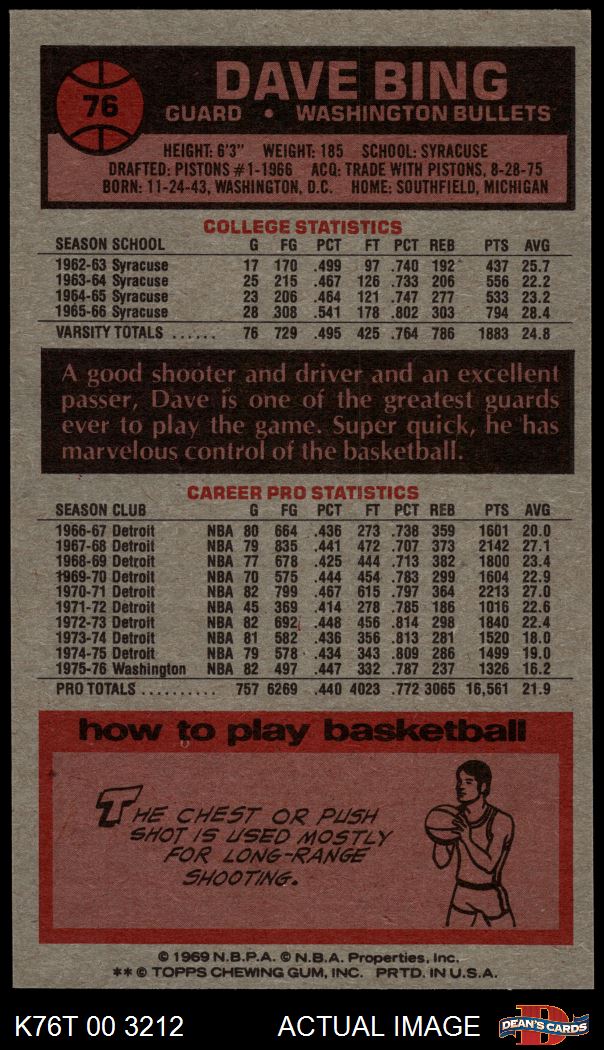 76
DAVE BING
GUARD • WASHINGTON BULLETS
HEIGHT: 6'3" WEIGHT: 185 SCHOOL: SYRACUSE
DRAFTED: PISTONS #1-1966 ACQ: TRADE WITH PISTONS, 8-28-75
BORN: 11-24-43, WASHINGTON, D.C. HOME: SOUTHFIELD, MICHIGAN
COLLEGE STATISTICS
SEASON SCHOOL G FG PCT FT PCT REB PTS AVG
1962-63 Syracuse 17 170 .499 97 .740 192 437 25.7
1963-64 Syracuse 25 215 .467 126 .733 206 556 22.2
1964-65 Syracuse 23 206 .464 121 .747 277 533 23.2
1965-66 Syracuse 28 308 .541 178 .802 303 794 28.4
VARSITY TOTALS ...... 76 729 .495 425 .764 786 1883 24.8
A good shooter and driver and an excellent
passer, Dave is one of the greatest guards
ever to play the game. Super quick, he has
marvelous control of the basketball.
CAREER PRO STATISTICS
SEASON CLUB G FG PCT FT PCT REB PTS AVG
1966-67 Detroit NBA 80 664 .436 273 .738 359 1601 20.0
1967-68 Detroit NBA 79 835 .441 472 .707 373 2142 27.1
1968-69 Detroit NBA 77 678 .425 444 .713 382 1800 23.4
1969-70 Detroit NBA 70 575 .444 454 .783 299 1604 22.9
1970-71 Detroit NBA 82 799 .467 615 .797 364 2213 27.0
1971-72 Detroit NBA 45 369 .414 278 .785 186 1016 22.6
1972-73 Detroit NBA 82 692 .448 456 .814 298 1840 22.4
1973-74 Detroit NBA 81 582 .436 356 .813 281 1520 18.0
1974-75 Detroit NBA 79 578 .434 343 .809 286 1499 19.0
1975-76 Washington NBA 82 497 .447 332 .787 237 1326 16.2
PRO TOTALS .......... 757 6269 .440 4023 .772 3065 16,561 21.9
how to play basketball
THE CHEST OR PUSH
SHOT IS USED MOSTLY
FOR LONG-RANGE
SHOOTING.
© 1969 N.B.P.A. © N.B.A. Properties, Inc.
** © TOPPS CHEWING GUM, INC. PRTD. IN U.S.A.
K76T 00 3212 ACTUAL IMAGE
D
DEAN'S CARDS